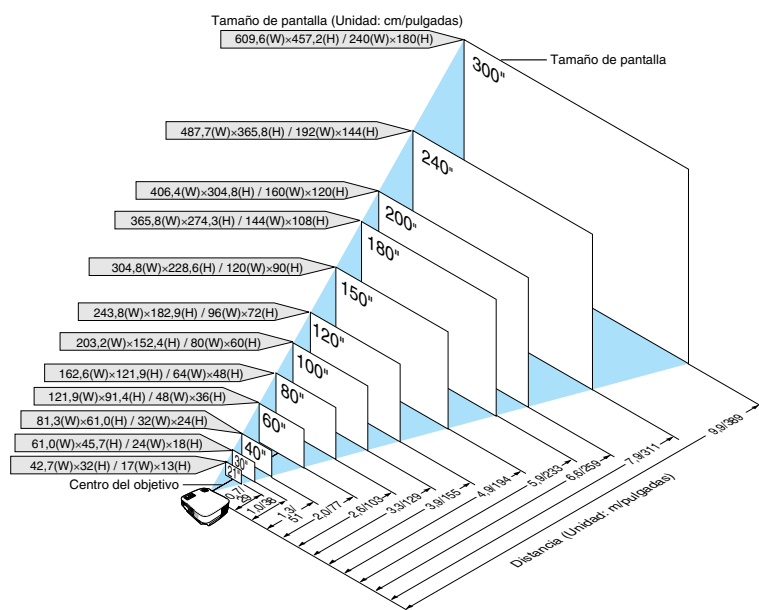 Tamaño de pantalla (Unidad: cm/pulgadas)
609,6(W)×457,2(H) / 240(W)×180(H)
Tamaño de pantalla
300"
487,7(W)×365,8(H) / 192(W)×144(H)
240"
406,4(W)×304,8(H) / 160(W)×120(H)
200"
365,8(W)×274,3(H) / 144(W)×108(H)
180"
304,8(W)×228,6(H) / 120(W)×90(H)
150"
243,8(W)×182,9(H) / 96(W)×72(H)
120"
203,2(W)×152,4(H) / 80(W)×60(H)
100"
162,6(W)×121,9(H) / 64(W)×48(H)
80"
121,9(W)×91,4(H) / 48(W)×36(H)
60"
81,3(W)×61,0(H) / 32(W)×24(H)
40"
61,0(W)×45,7(H) / 24(W)×18(H)
30"
42,7(W)×32(H) / 17(W)×13(H)
21"
Centro del objetivo
0,7/
29
1,0/38
1,3/
51
2,0/77
2,6/103
3,3/129
3,9/155
4,9/194
5,9/233
6,6/259
7,9/311
9,9/389
Distancia (Unidad: m/pulgadas)